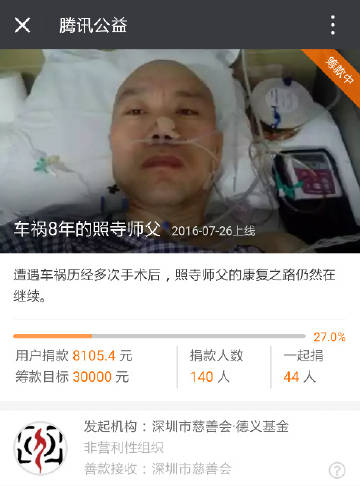 腾讯公益
筹款中
车祸8年的照寺师父 2016-07-26上线
遭遇车祸历经多次手术后，照寺师父的康复之路仍然在
继续。
27.0%
用户捐款 8105.4 元 捐款人数 一起捐
筹款目标 30000 元 140 人 44 人
发起机构：深圳市慈善会·德义基金
非营利性组织
善款接收：深圳市慈善会